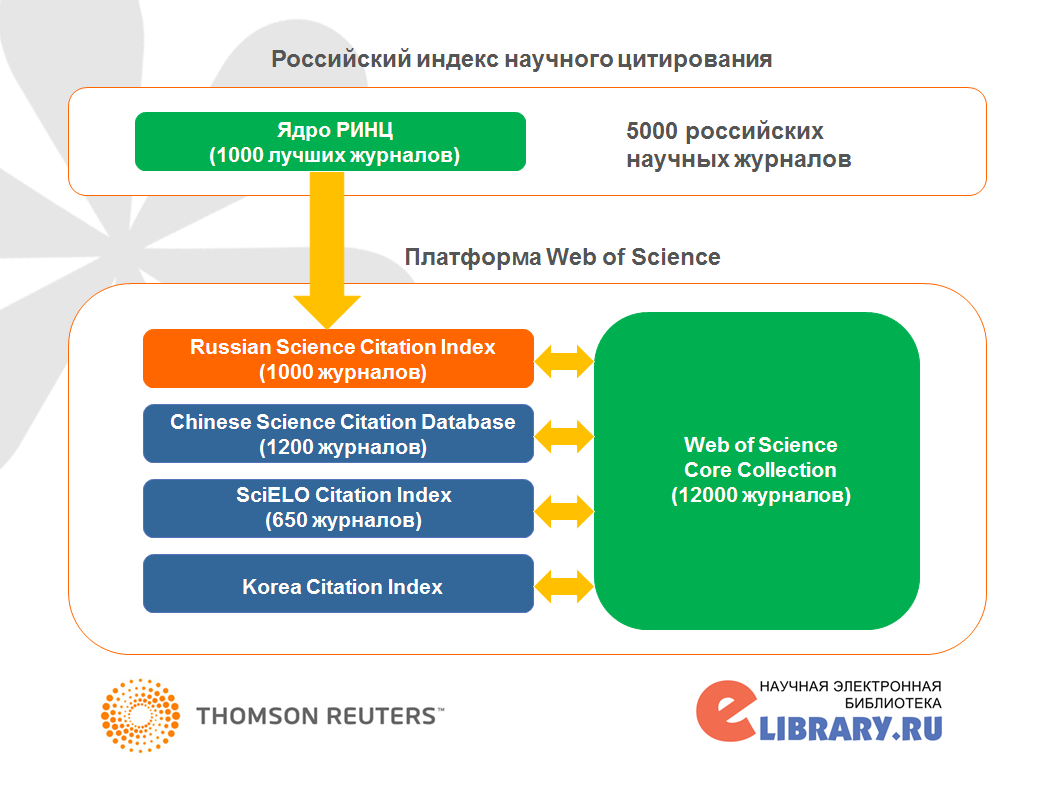 Российский индекс научного цитирования
Ядро РИНЦ
(1000 лучших журналов)
5000 российских
научных журналов
Платформа Web of Science
Russian Science Citation Index
(1000 журналов)
Chinese Science Citation Database
(1200 журналов)
SciELO Citation Index
(650 журналов)
Korea Citation Index
Web of Science
Core Collection
(12000 журналов)
THOMSON REUTERS™
НАУЧНАЯ ЭЛЕКТРОННАЯ
БИБЛИОТЕКА
eLIBRARY.RU